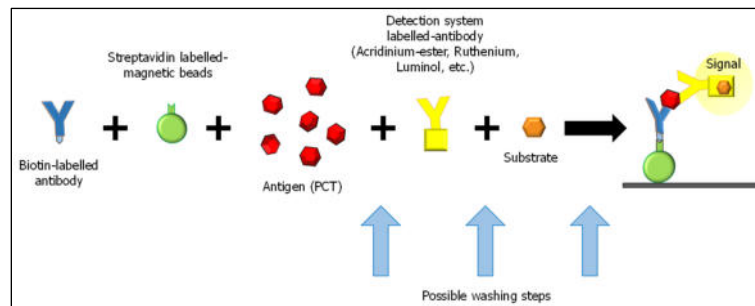 Detection system
labelled-antibody
(Acridinium-ester, Ruthenium,
Luminol, etc.)
Streptavidin labelled-
magnetic beads
Signal
Biotin-labelled
antibody
Antigen (PCT)
Substrate
Possible washing steps